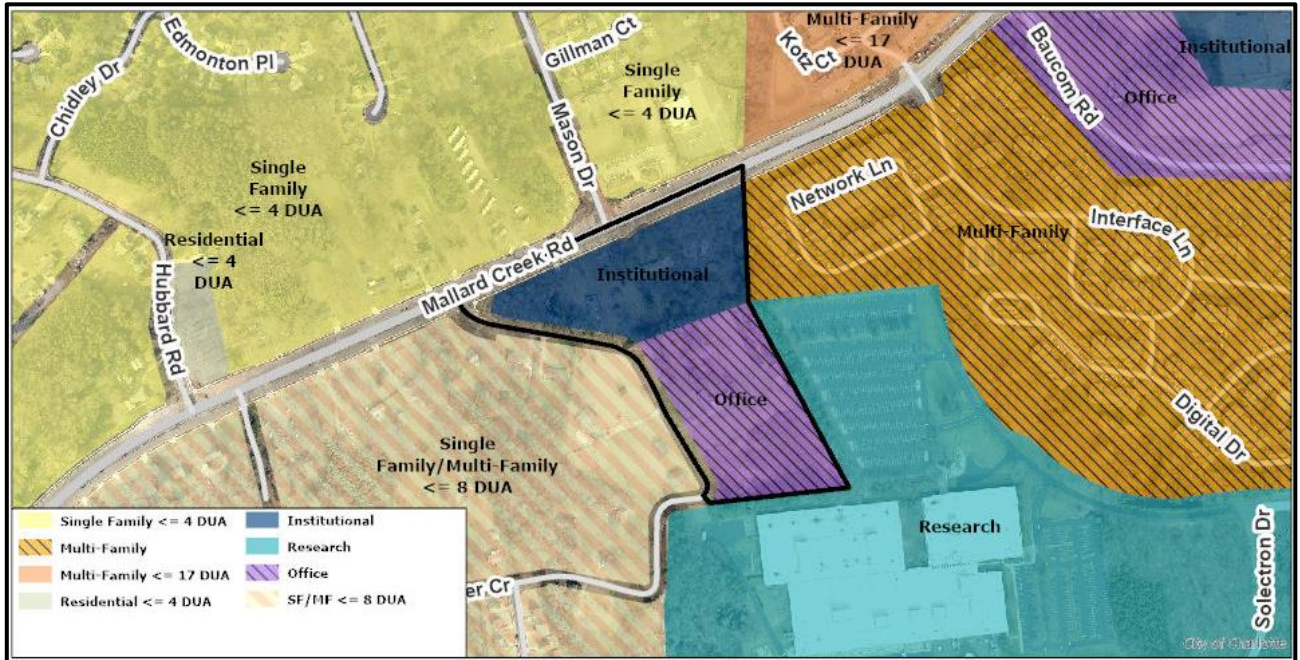 Edmonton Pl
Chidley Dr
Gillman Ct
Mason Dr
Single
Family
<= 4 DUA
Multi-Family
<= 17
DUA
Kotz Ct
Baucom Rd
Institutional
Office
Single
Family
<= 4 DUA
Residential
<= 4
DUA
Hubbard Rd
Mallard Creek Rd
Institutional
Network Ln
Multi-Family
Interface Ln
Office
Digital Dr
Single
Family/Multi-Family
<= 8 DUA
Research
Solectron Dr
er Cr
Single Family <= 4 DUA
Multi-Family
Multi-Family <= 17 DUA
Residential <= 4 DUA
Institutional
Research
Office
SF/MF <= 8 DUA
City of Charlotte